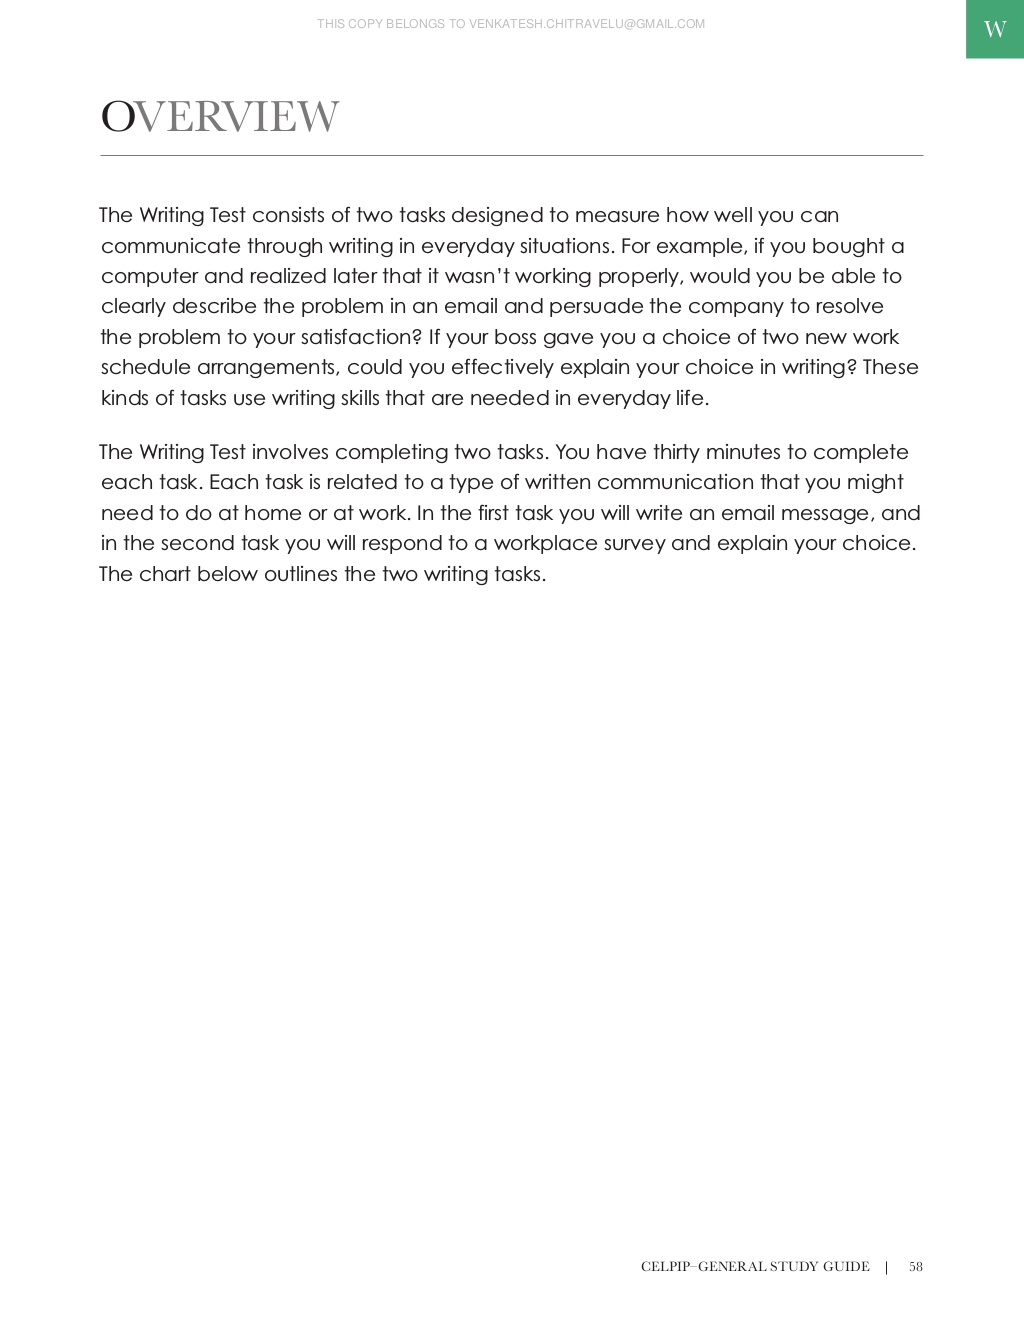 THIS COPY BELONGS TO VENKATESH.CHITRAVELU@GMAIL.COM
W
OVERVIEW
The Writing Test consists of two tasks designed to measure how well you can
communicate through writing in everyday situations. For example, if you bought a
computer and realized later that it wasn’t working properly, would you be able to
clearly describe the problem in an email and persuade the company to resolve
the problem to your satisfaction? If your boss gave you a choice of two new work
schedule arrangements, could you effectively explain your choice in writing? These
kinds of tasks use writing skills that are needed in everyday life.
The Writing Test involves completing two tasks. You have thirty minutes to complete
each task. Each task is related to a type of written communication that you might
need to do at home or at work. In the first task you will write an email message, and
in the second task you will respond to a workplace survey and explain your choice.
The chart below outlines the two writing tasks.
CELPIP–GENERAL STUDY GUIDE | 58